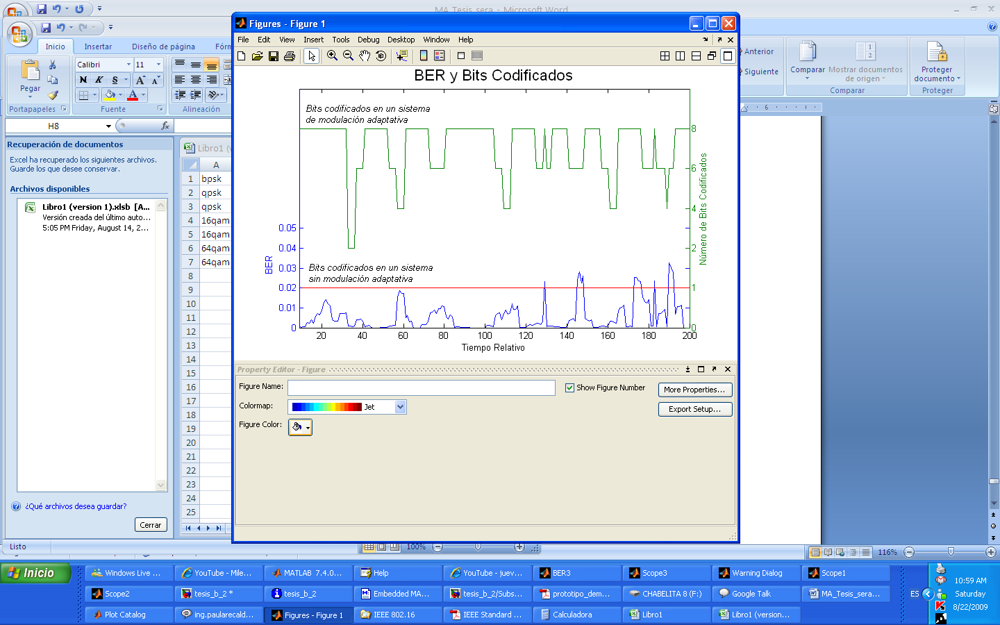 MA_Tesis_sera - Microsoft Word
Inicio
Insertar
Diseño de página
Fórm
Calibri
11
N K S
A A
Pegar
Portapapeles
Fuente
Alineación
H8
fx
Anterior
Siguiente
Comparar
Mostrar documentos
de origen
Comparar
Proteger
documento
Proteger
Recuperación de documentos
Excel ha recuperado los siguientes archivos.
Guarde los que desee conservar.
Archivos disponibles
Libro1 (version 1).xlsb [A...
Versión creada del último auto...
5:05 PM Friday, August 14, 2...
¿Qué archivos desea guardar?
Cerrar
Listo
Libro1 (v
A
1 bpsk
2 qpsk
3 qpsk
4 16qam
5 16qam
6 64qam
7 64qam
8
9
10
11
12
13
14
15
16
17
18
19
20
21
22
23
24
25
Figures - Figure 1
File Edit View Insert Tools Debug Desktop Window Help
BER y Bits Codificados
Bits codificados en un sistema
de modulación adaptativa
Bits codificados en un sistema
sin modulación adaptativa
BER
0.05
0.04
0.03
0.02
0.01
0
8
6
4
2
1
0
Número de Bits Codificados
20 40 60 80 100 120 140 160 180 200
Tiempo Relativo
Property Editor - Figure
Figure Name:
Show Figure Number
More Properties...
Colormap:
Jet
Export Setup...
Figure Color:
6
100%
116%
Inicio
Windows Live ...
YouTube - Mile...
MATLAB 7.4.0...
Help
YouTube - juev...
BER3
Scope3
Warning Dialog
Scope1
Scope2
tesis_b_2 *
tesis_b_2
Embedded MA...
tesis_b_2/Subs...
prototipo_dem...
CHABELITA 8 (F:)
Google Talk
MA_Tesis_sera...
Plot Catalog
ing.paularecald...
Figures - Figure 1
IEEE 802.16
IEEE Standard ...
Calculadora
Libro1
Libro1 (version...
ES
10:59 AM
Saturday
8/22/2009